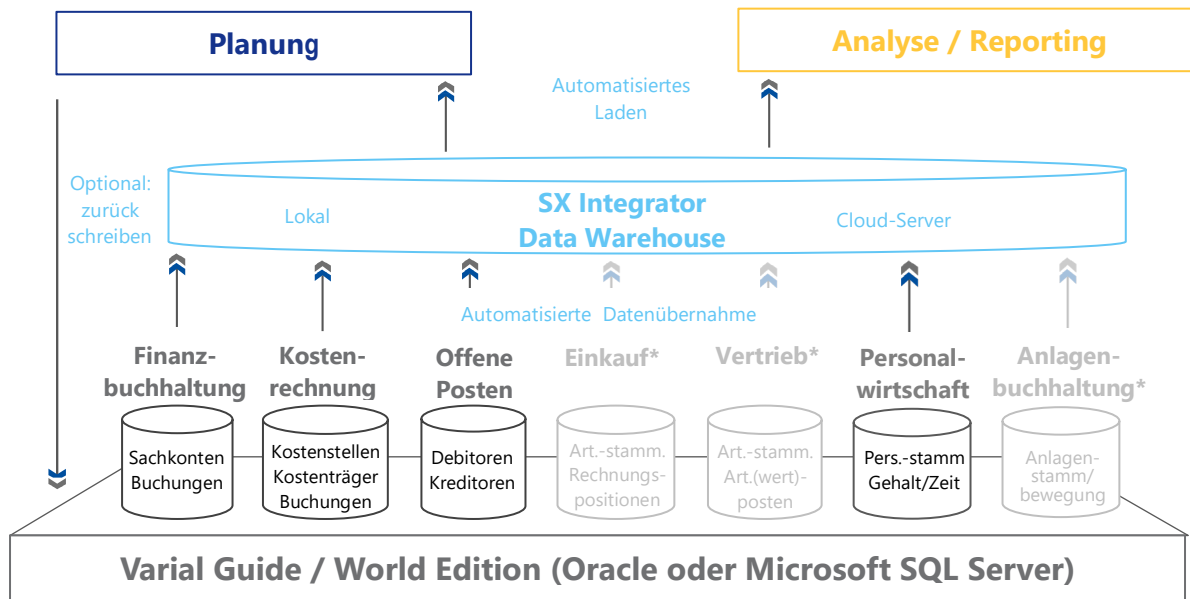 Planung
Analyse / Reporting
Automatisiertes
Laden
Optional:
zurück
schreiben
Lokal
SX Integrator
Data Warehouse
Cloud-Server
Automatisierte Datenübernahme
Finanz-
buchhaltung
Kosten-
rechnung
Offene
Posten
Einkauf*
Vertrieb*
Personal-
wirtschaft
Anlagen-
buchhaltung*
Sachkonten
Buchungen
Kostenstellen
Kostenträger
Buchungen
Debitoren
Kreditoren
Art.-stamm.
Rechnungs-
positionen
Art.-stamm.
Art.(wert)-
posten
Pers.-stamm
Gehalt/Zeit
Anlagen-
stamm/
bewegung
Varial Guide / World Edition (Oracle oder Microsoft SQL Server)